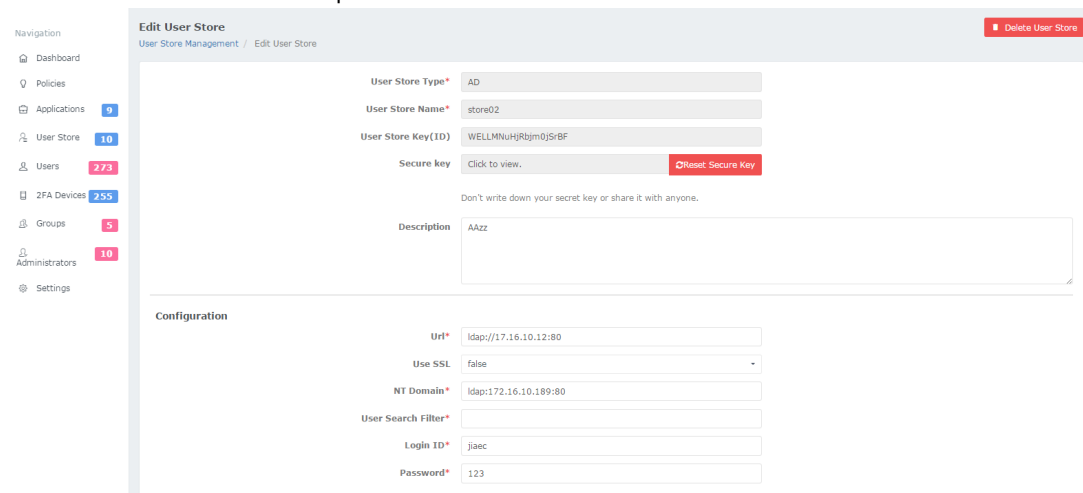 Navigation
Dashboard
Policies
Applications 9
User Store 10
Users 273
2FA Devices 255
Groups 5
Administrators 10
Settings
Edit User Store
User Store Management / Edit User Store
Delete User Store
User Store Type* AD
User Store Name* store02
User Store Key(ID) WELLMNuHjRbjm0jSrBF
Secure key Click to view. Reset Secure Key
Don't write down your secret key or share it with anyone.
Description AAzz
Configuration
Url* ldap://17.16.10.12:80
Use SSL false
NT Domain* ldap:172.16.10.189:80
User Search Filter*
Login ID* jiaec
Password* 123